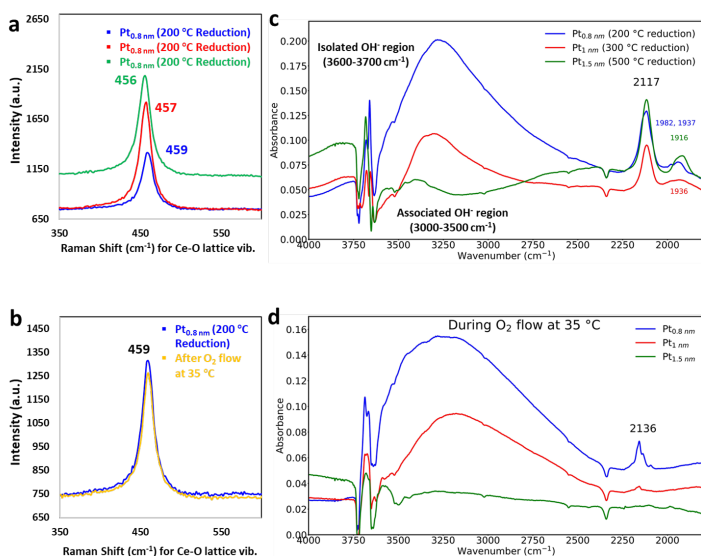 a
2650
2150
1650
1150
650
Intensity (a.u.)
Pt0.8 nm (200 °C Reduction)
Pt0.8 nm (200 °C Reduction)
Pt0.8 nm (200 °C Reduction)
456
457
459
350
450
550
Raman Shift (cm-1) for Ce-O lattice vib.
c
0.200
0.175
0.150
0.125
0.100
0.075
0.050
0.025
0.000
Absorbance
Isolated OH- region
(3600-3700 cm-1)
Pt0.8 nm (200 °C reduction)
Pt1 nm (300 °C reduction)
Pt1.5 nm (500 °C reduction)
2117
1982, 1937
1916
1936
Associated OH- region
(3000-3500 cm-1)
4000
3750
3500
3250
3000
2750
2500
2250
2000
Wavenumber (cm−1)
b
1450
1350
1250
1150
1050
950
850
750
650
Intensity (a.u.)
459
Pt0.8 nm (200 °C
Reduction)
After O2 flow
at 35 °C
350
450
550
Raman Shift (cm-1) for Ce-O lattice vib.
d
During O2 flow at 35 °C
0.16
0.14
0.12
0.10
0.08
0.06
0.04
0.02
0.00
Absorbance
Pt0.8 nm
Pt1 nm
Pt1.5 nm
2136
4000
3750
3500
3250
3000
2750
2500
2250
2000
Wavenumber (cm−1)